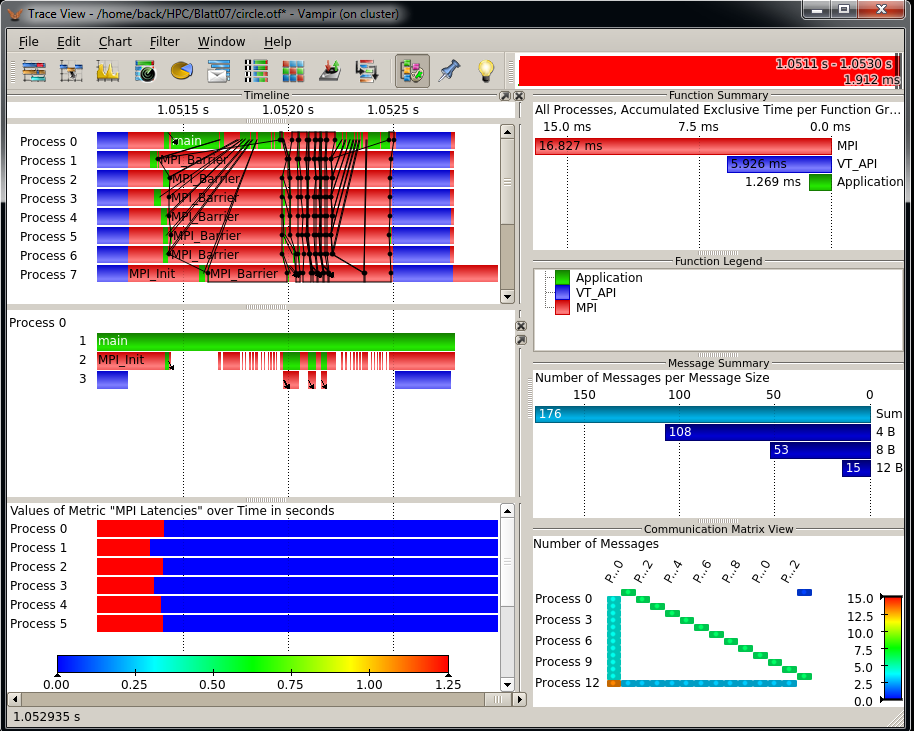 Trace View - /home/back/HPC/Blatt07/circle.otf* - Vampir (on cluster)
File Edit Chart Filter Window Help
1.0511 s - 1.0530 s
1.912 ms
Timeline
1.0515 s 1.0520 s 1.0525 s
Process 0 main
Process 1 MPI_Barrier
Process 2 MPI_Barrier
Process 3 MPI_Barrier
Process 4 MPI_Barrier
Process 5 MPI_Barrier
Process 6 MPI_Barrier
Process 7 MPI_Init MPI_Barrier
Process 0
1 main
2 MPI_Init
3
Values of Metric "MPI Latencies" over Time in seconds
Process 0
Process 1
Process 2
Process 3
Process 4
Process 5
0.00 0.25 0.50 0.75 1.00 1.25
1.052935 s
Function Summary
All Processes, Accumulated Exclusive Time per Function Gr...
15.0 ms 7.5 ms 0.0 ms
16.827 ms MPI
5.926 ms VT_API
1.269 ms Application
Function Legend
Application
VT_API
MPI
Message Summary
Number of Messages per Message Size
150 100 50 0
176 Sum
108 4 B
53 8 B
15 12 B
Communication Matrix View
Number of Messages
P...0 P...2 P...4 P...6 P...8 P...0 P...2
Process 0
Process 3
Process 6
Process 9
Process 12
15.0
12.5
10.0
7.5
5.0
2.5
0.0